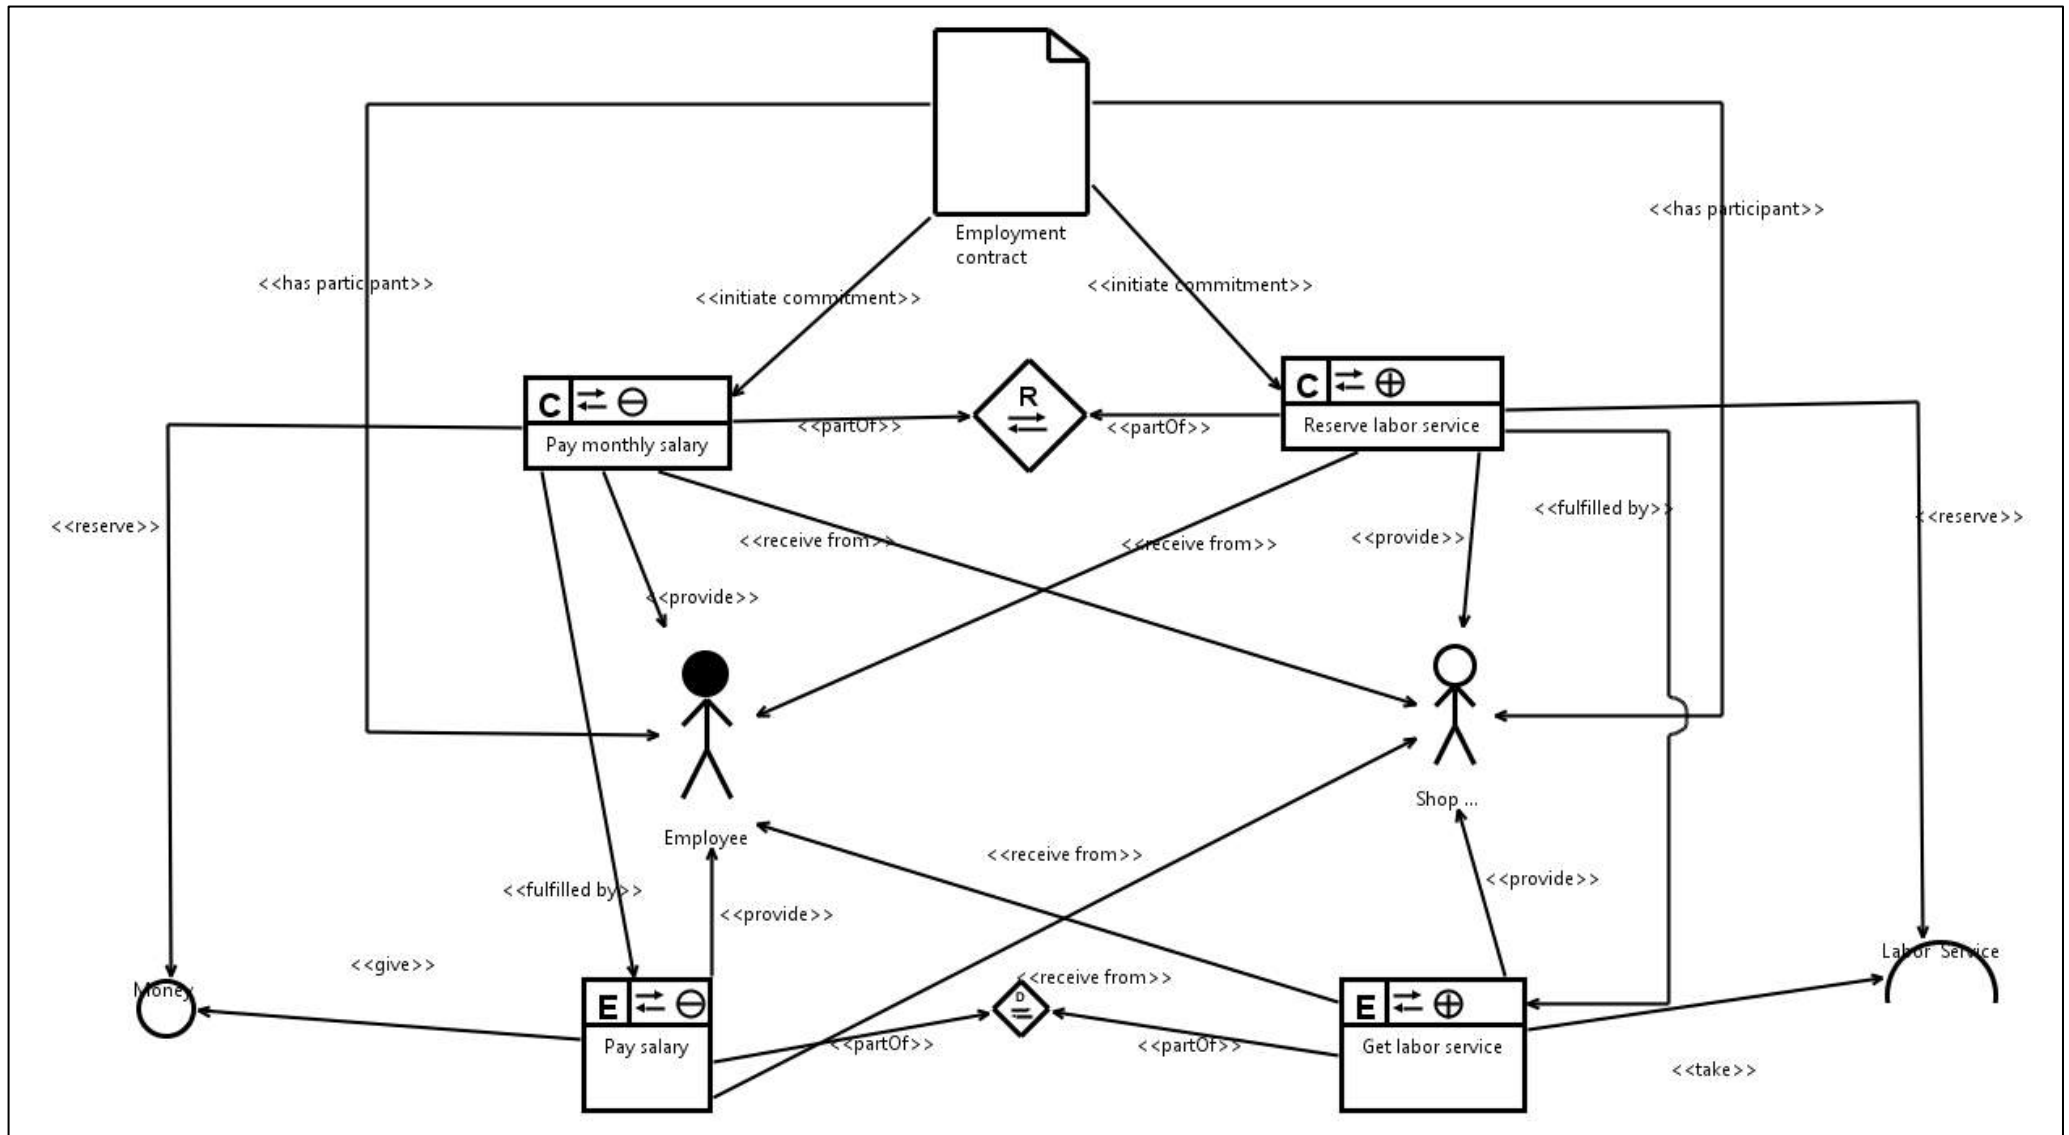 Employment
contract
<<has participant>>
<<has participant>>
<<initiate commitment>>
<<initiate commitment>>
C
Pay monthly salary
R
C
Reserve labor service
<<partOf>>
<<partOf>>
<<reserve>>
<<receive from>>
<<receive from>>
<<provide>>
<<fulfilled by>>
<<reserve>>
<<provide>>
Shop ...
Employee
<<receive from>>
<<fulfilled by>>
<<provide>>
<<provide>>
<<give>>
<<receive from>>
Labor Service
Money
E
Pay salary
D
E
Get labor service
<<partOf>>
<<partOf>>
<<take>>